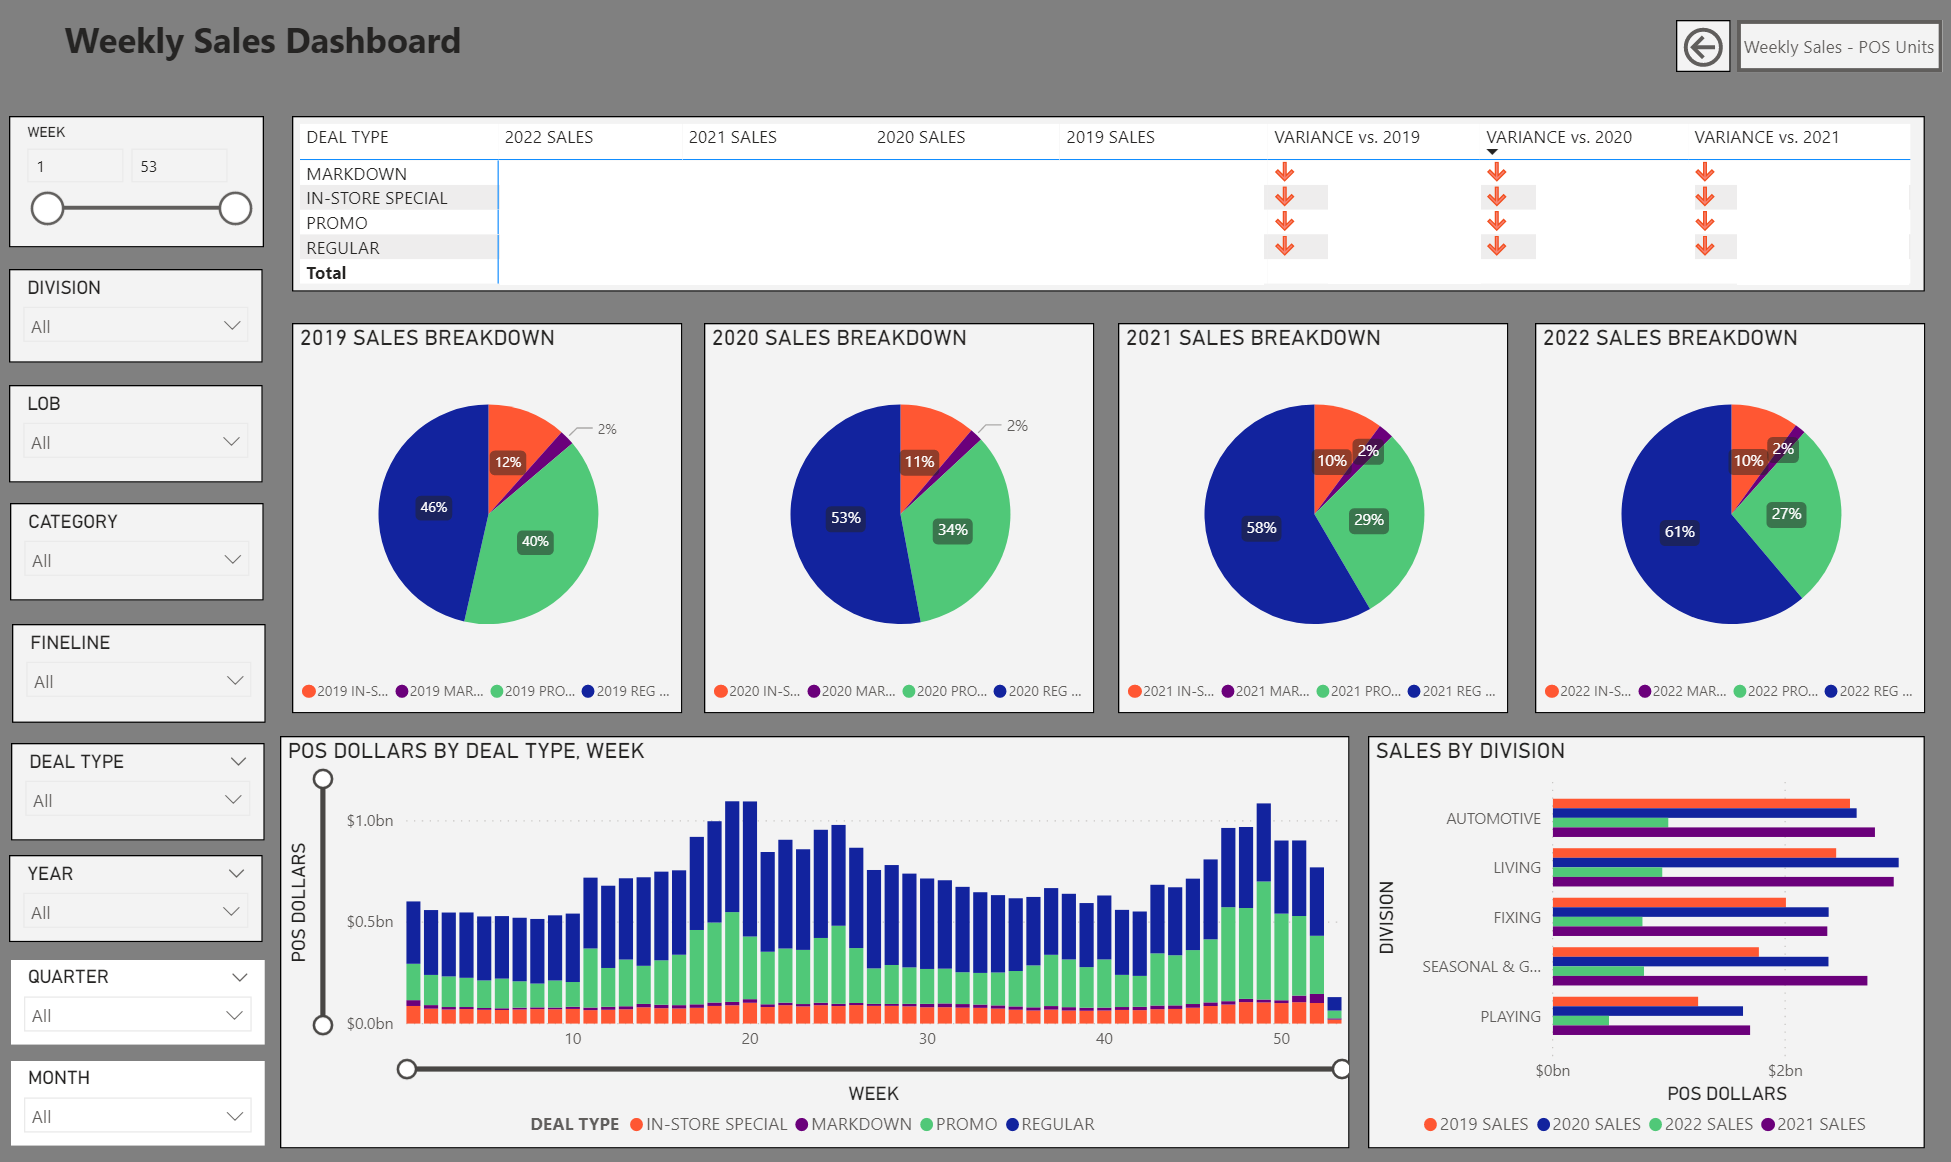 Weekly Sales Dashboard
Weekly Sales - POS Units
WEEK
1 53
DIVISION
All
LOB
All
CATEGORY
All
FINELINE
All
DEAL TYPE
All
YEAR
All
QUARTER
All
MONTH
All
DEAL TYPE 2022 SALES 2021 SALES 2020 SALES 2019 SALES VARIANCE vs. 2019 VARIANCE vs. 2020 VARIANCE vs. 2021
MARKDOWN
IN-STORE SPECIAL
PROMO
REGULAR
Total
2019 SALES BREAKDOWN
2%
12%
46%
40%
2019 IN-S... 2019 MAR... 2019 PRO... 2019 REG ...
2020 SALES BREAKDOWN
2%
11%
53%
34%
2020 IN-S... 2020 MAR... 2020 PRO... 2020 REG ...
2021 SALES BREAKDOWN
2%
10%
29%
58%
2021 IN-S... 2021 MAR... 2021 PRO... 2021 REG ...
2022 SALES BREAKDOWN
2%
10%
27%
61%
2022 IN-S... 2022 MAR... 2022 PRO... 2022 REG ...
POS DOLLARS BY DEAL TYPE, WEEK
POS DOLLARS
$1.0bn
$0.5bn
$0.0bn
10 20 30 40 50
WEEK
DEAL TYPE IN-STORE SPECIAL MARKDOWN PROMO REGULAR
SALES BY DIVISION
DIVISION
AUTOMOTIVE
LIVING
FIXING
SEASONAL & G...
PLAYING
$0bn $2bn
POS DOLLARS
2019 SALES 2020 SALES 2022 SALES 2021 SALES